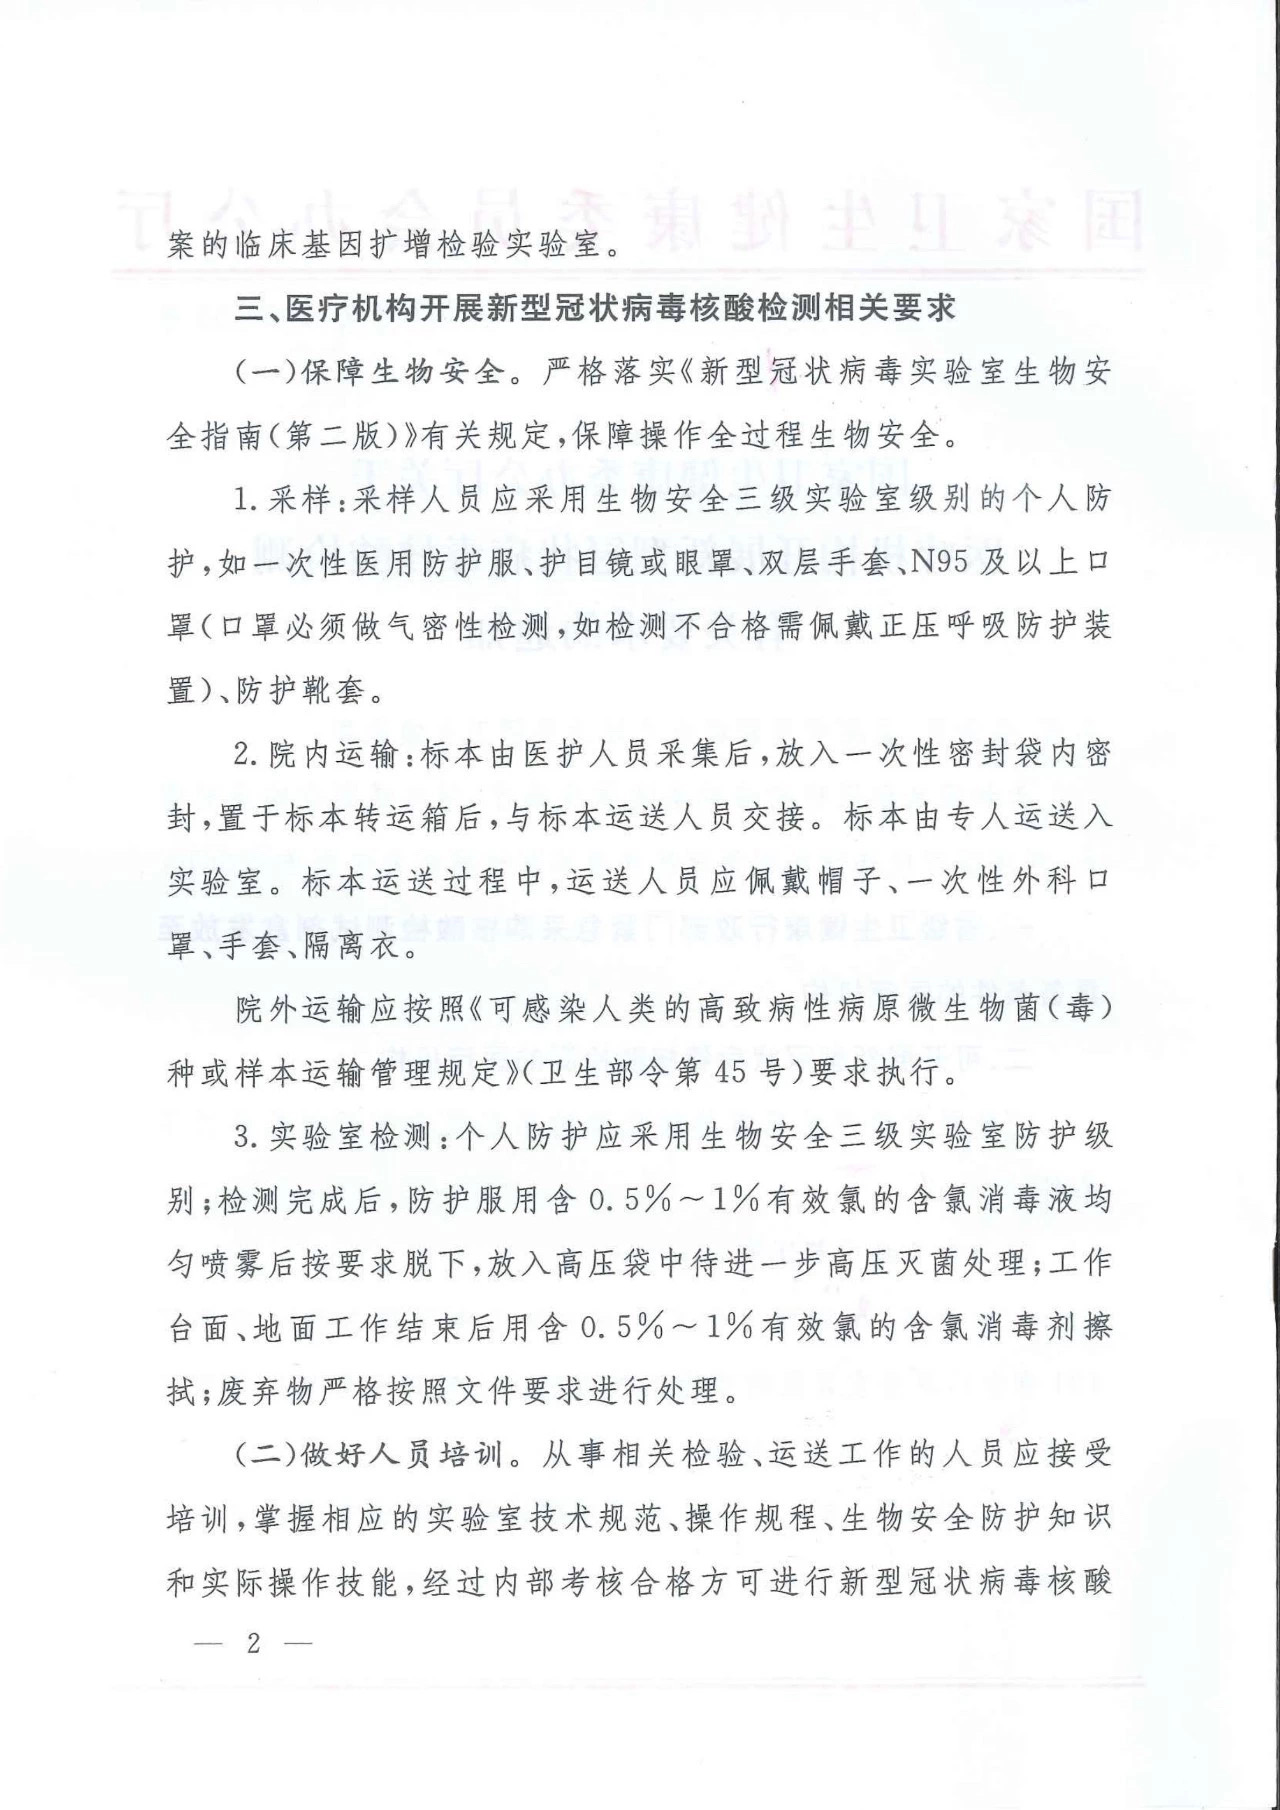 案的临床基因扩增检验实验室。
三、医疗机构开展新型冠状病毒核酸检测相关要求
(一)保障生物安全。严格落实《新型冠状病毒实验室生物安
全指南(第二版)》有关规定,保障操作全过程生物安全。
1. 采样:采样人员应采用生物安全三级实验室级别的个人防
护,如一次性医用防护服、护目镜或眼罩、双层手套、N95 及以上口
罩(口罩必须做气密性检测,如检测不合格需佩戴正压呼吸防护装
置)、防护靴套。
2. 院内运输:标本由医护人员采集后,放入一次性密封袋内密
封,置于标本转运箱后,与标本运送人员交接。标本由专人运送入
实验室。标本运送过程中,运送人员应佩戴帽子、一次性外科口
罩、手套、隔离衣。
院外运输应按照《可感染人类的高致病性病原微生物菌(毒)
种或样本运输管理规定》(卫生部令第 45 号)要求执行。
3. 实验室检测:个人防护应采用生物安全三级实验室防护级
别;检测完成后,防护服用含 0.5%～1%有效氯的含氯消毒液均
匀喷雾后按要求脱下,放入高压袋中待进一步高压灭菌处理;工作
台面、地面工作结束后用含 0.5%～1%有效氯的含氯消毒剂擦
拭;废弃物严格按照文件要求进行处理。
(二)做好人员培训。从事相关检验、运送工作的人员应接受
培训,掌握相应的实验室技术规范、操作规程、生物安全防护知识
和实际操作技能,经过内部考核合格方可进行新型冠状病毒核酸
— 2 —